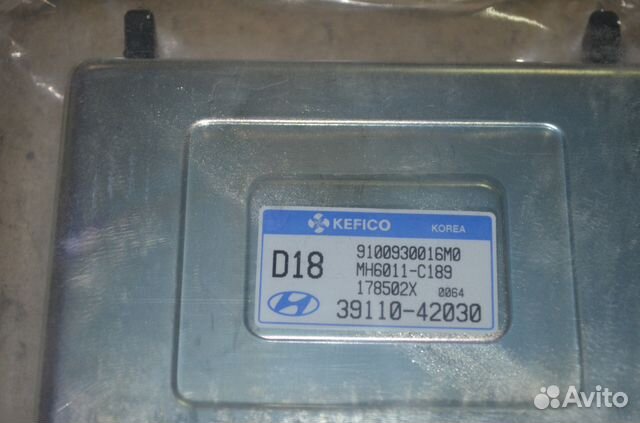 KEFICO KOREA
D18
9100930016M0
MH6011-C189
178502X 0064
39110-42030
Avito